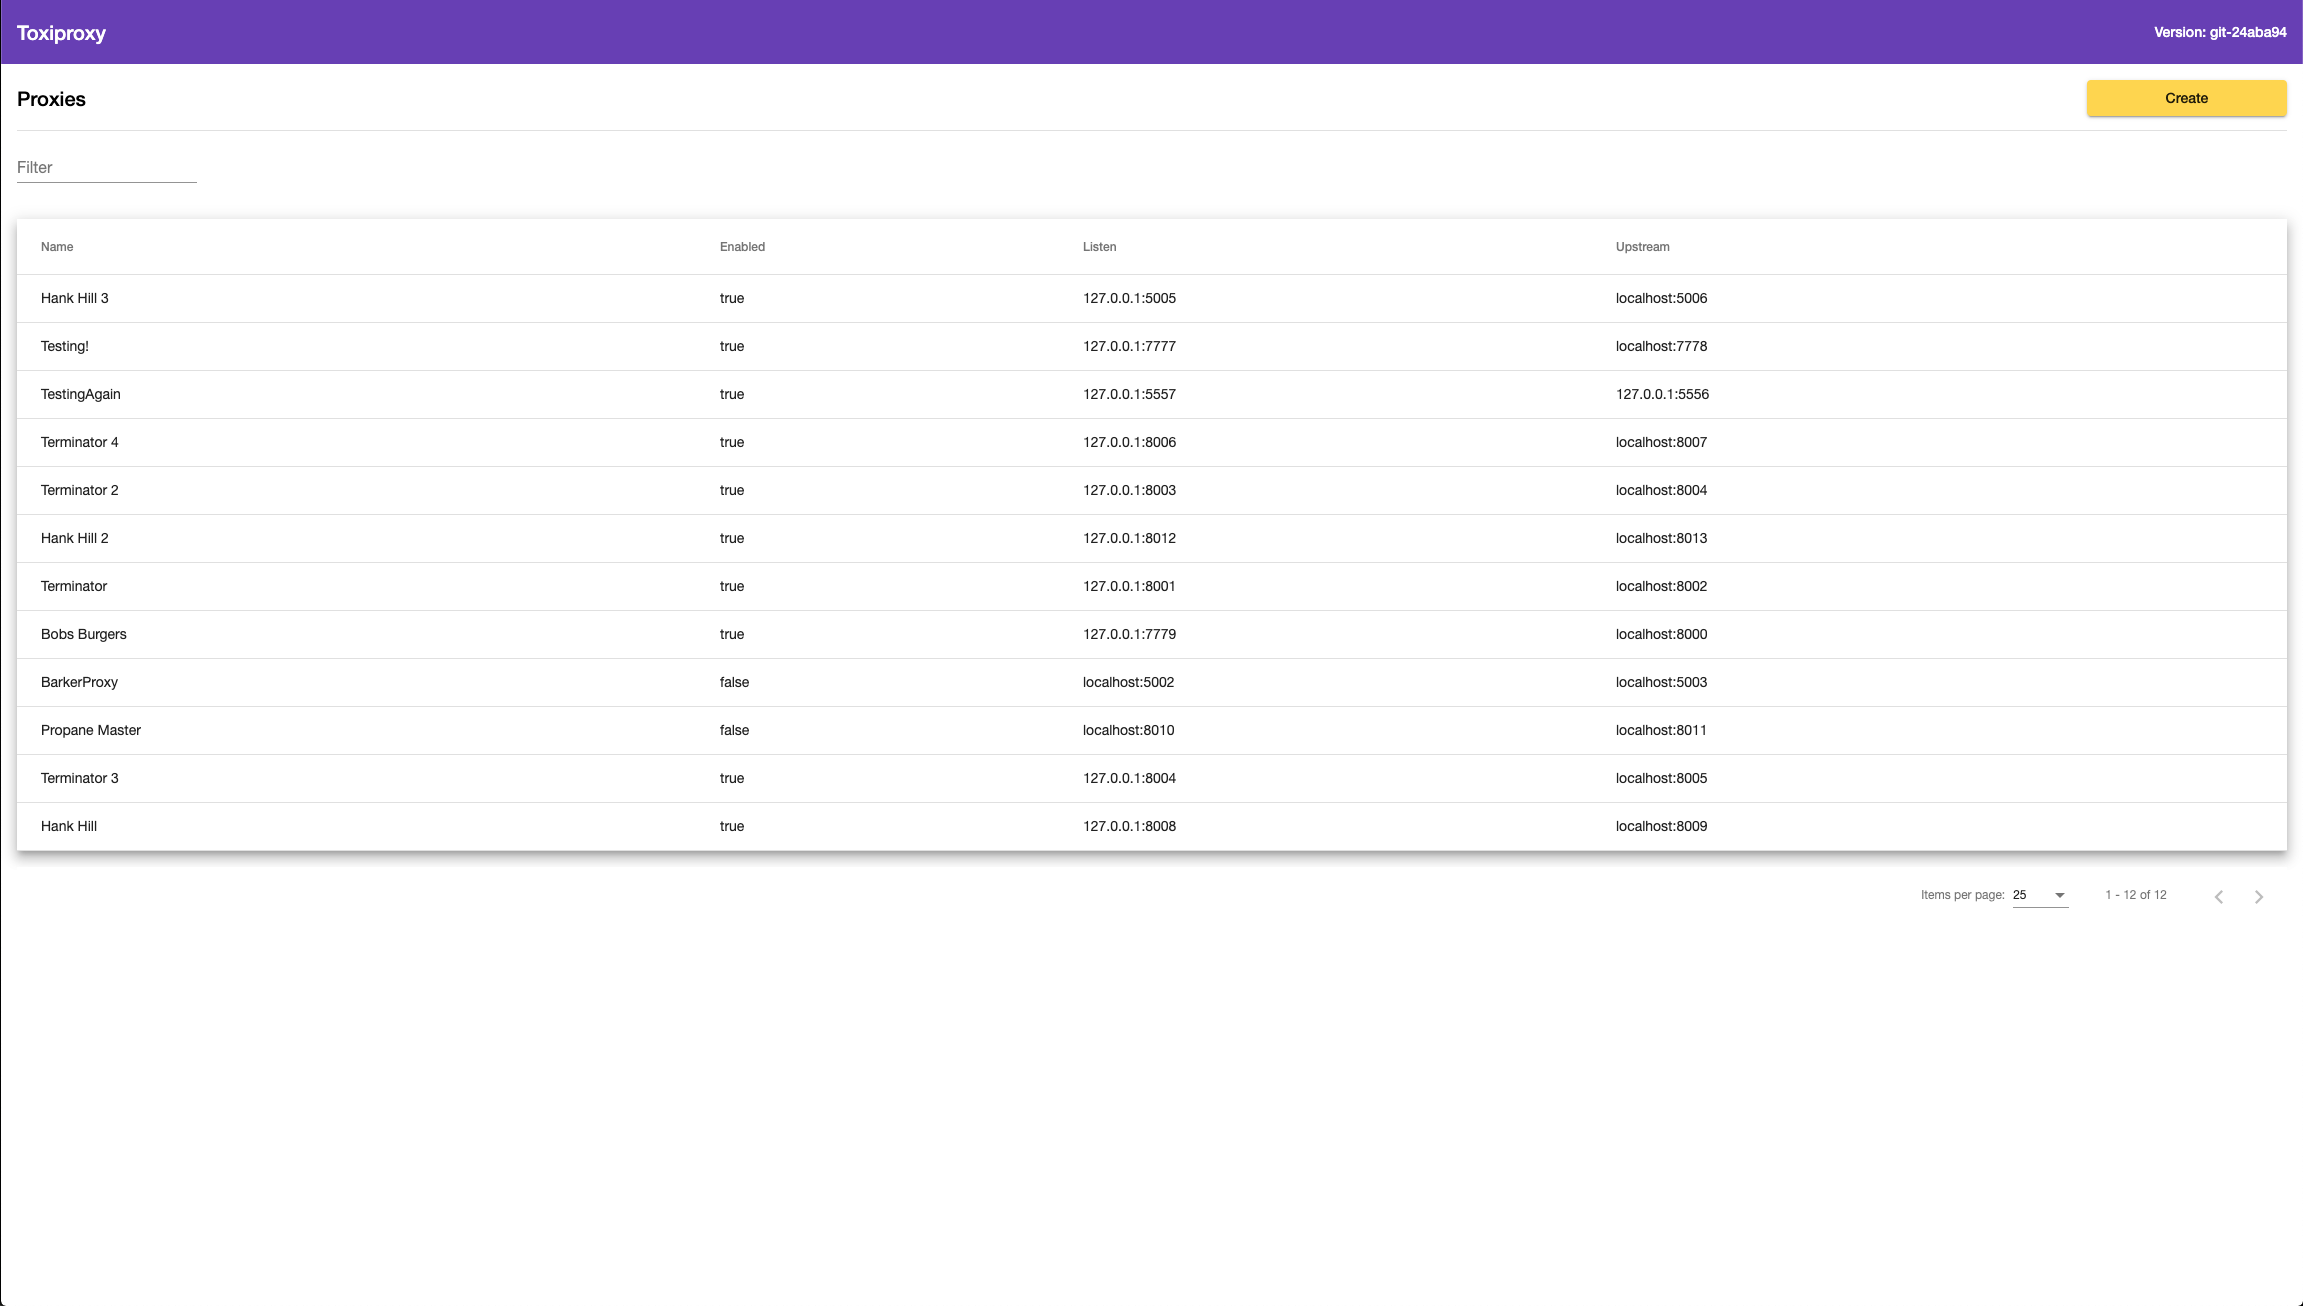 Toxiproxy Version: git-24aba94
Proxies Create
Filter
Name Enabled Listen Upstream
Hank Hill 3 true 127.0.0.1:5005 localhost:5006
Testing! true 127.0.0.1:7777 localhost:7778
TestingAgain true 127.0.0.1:5557 127.0.0.1:5556
Terminator 4 true 127.0.0.1:8006 localhost:8007
Terminator 2 true 127.0.0.1:8003 localhost:8004
Hank Hill 2 true 127.0.0.1:8012 localhost:8013
Terminator true 127.0.0.1:8001 localhost:8002
Bobs Burgers true 127.0.0.1:7779 localhost:8000
BarkerProxy false localhost:5002 localhost:5003
Propane Master false localhost:8010 localhost:8011
Terminator 3 true 127.0.0.1:8004 localhost:8005
Hank Hill true 127.0.0.1:8008 localhost:8009
Items per page: 25 1 - 12 of 12